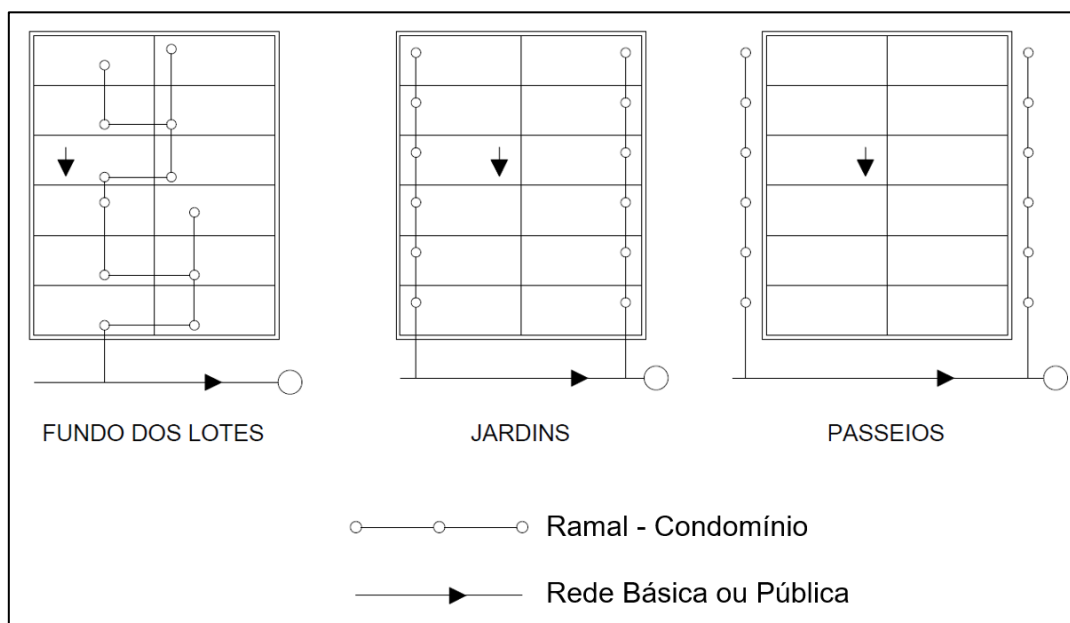 FUNDO DOS LOTES
JARDINS
PASSEIOS
Ramal - Condomínio
Rede Básica ou Pública